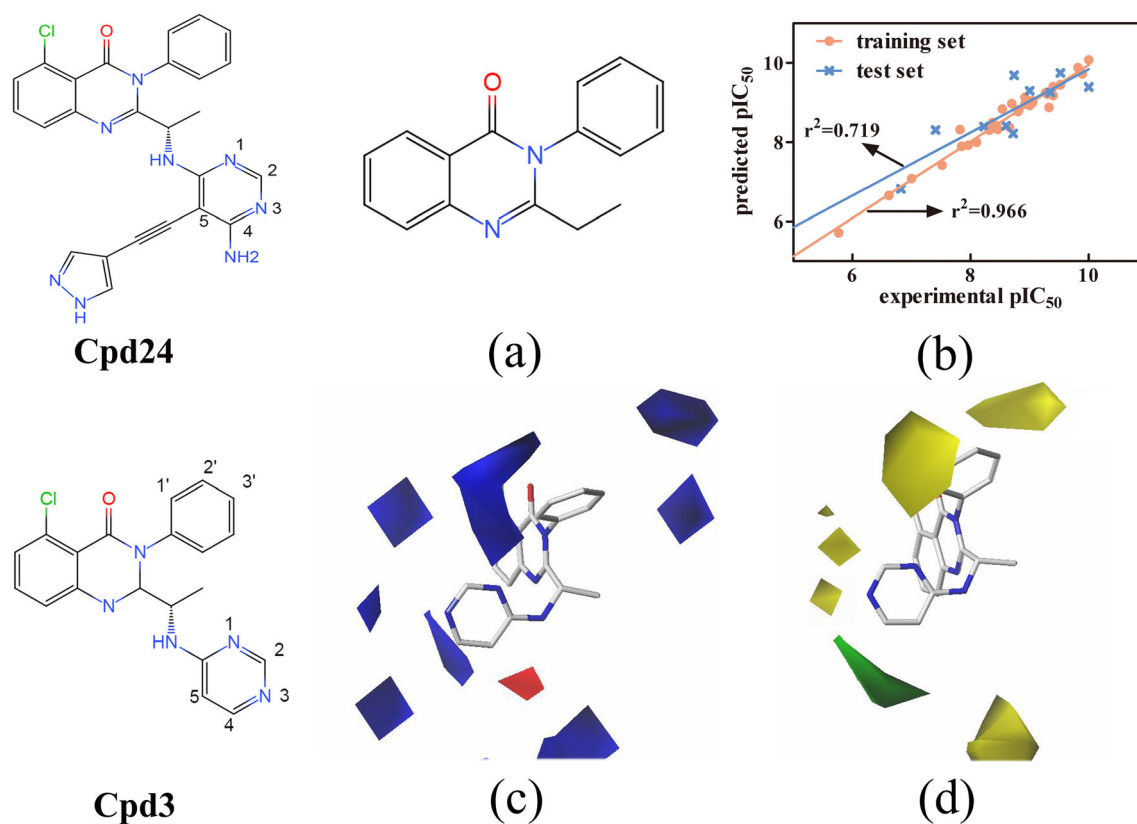 Cl
O
N
N
HN
N
1
2
N
3
4
5
NH2
N
N
H
Cpd24
O
N
N
(a)
training set
test set
r²=0.719
r²=0.966
10
8
6
predicted pIC₅₀
6
8
10
experimental pIC₅₀
(b)
Cl
O
1'
2'
3'
N
N
HN
N
1
2
N
3
4
5
Cpd3
(c)
(d)